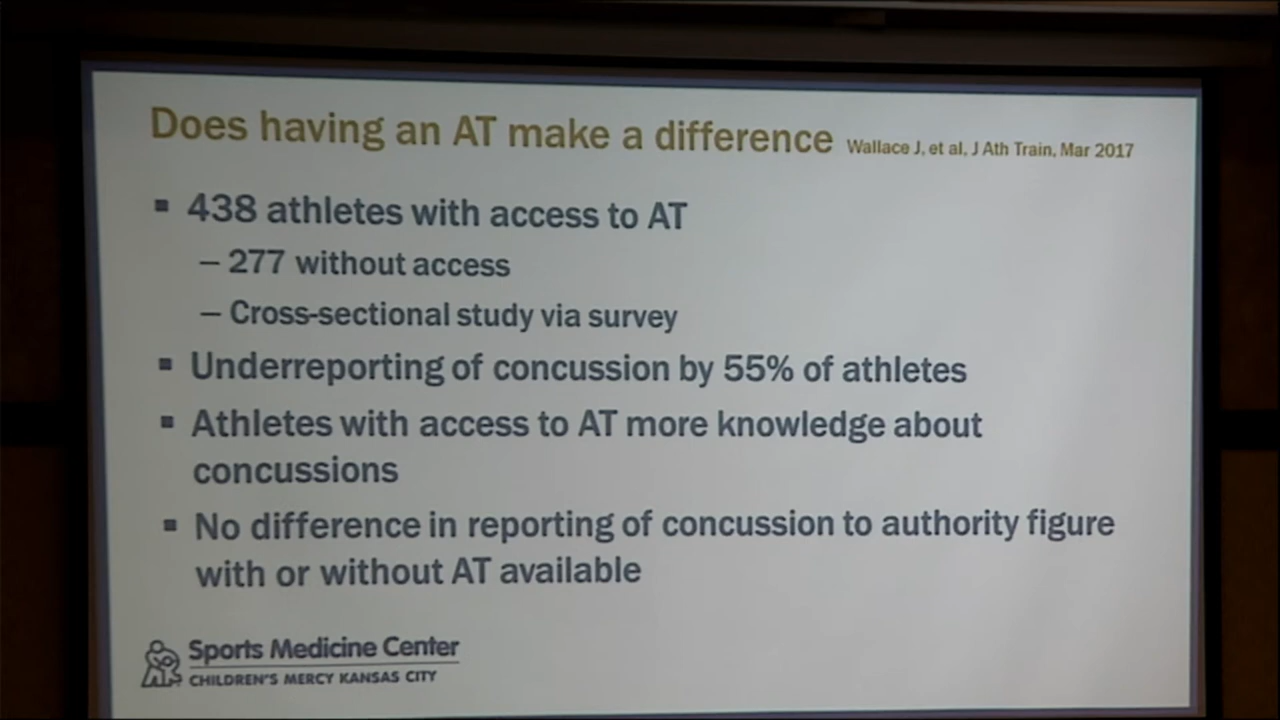 Does having an AT make a difference Wallace J, et al, J Ath Train, Mar 2017
▪ 438 athletes with access to AT
– 277 without access
– Cross-sectional study via survey
▪ Underreporting of concussion by 55% of athletes
▪ Athletes with access to AT more knowledge about
concussions
▪ No difference in reporting of concussion to authority figure
with or without AT available
Sports Medicine Center
CHILDREN'S MERCY KANSAS CITY